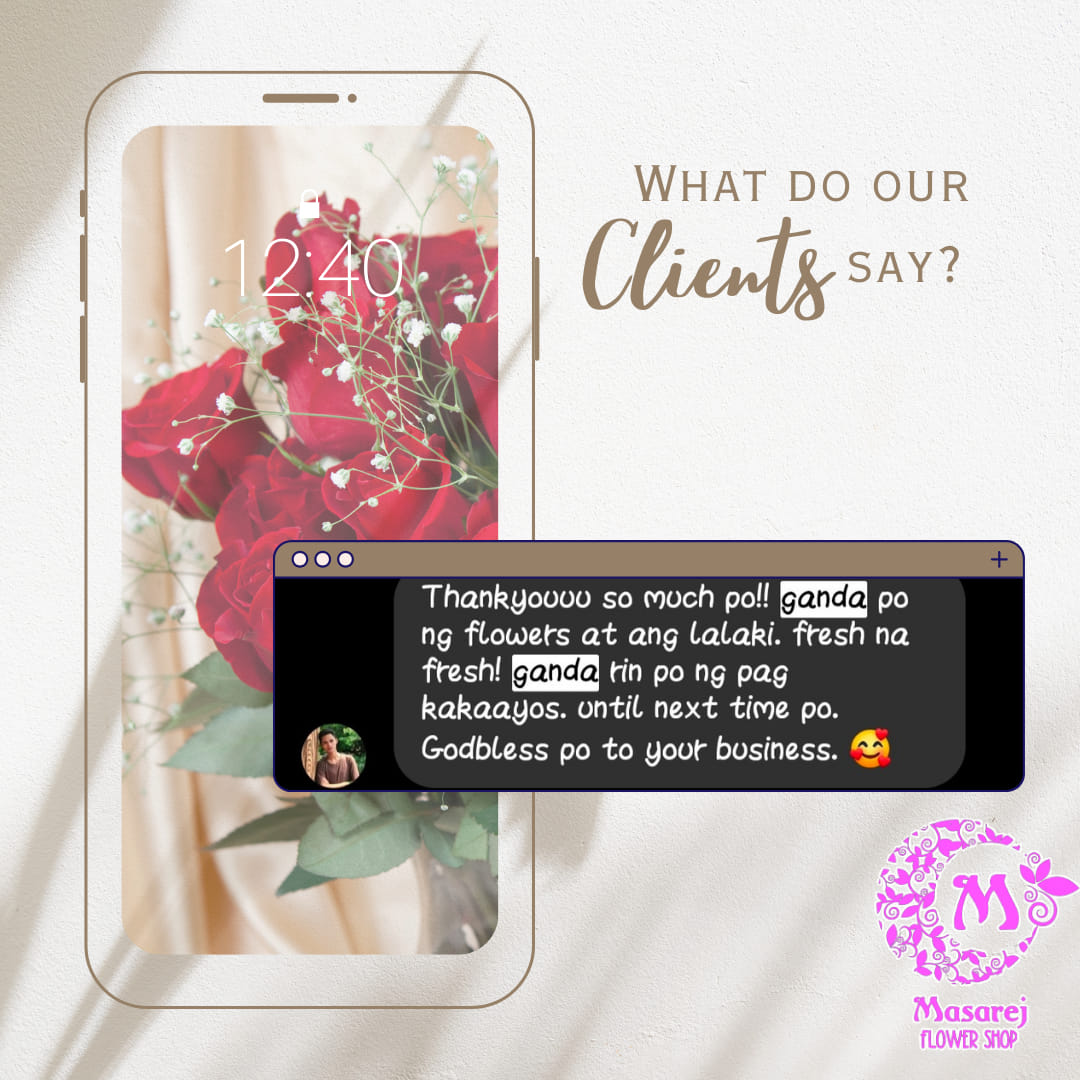 12:40
WHAT DO OUR
Clients SAY?
Thankyouuu so much po!! ganda po
ng flowers at ang lalaki. fresh na
fresh! ganda rin po ng pag
kakaayos. until next time po.
Godbless po to your business. 🥰
M
Masarej
FLOWER SHOP